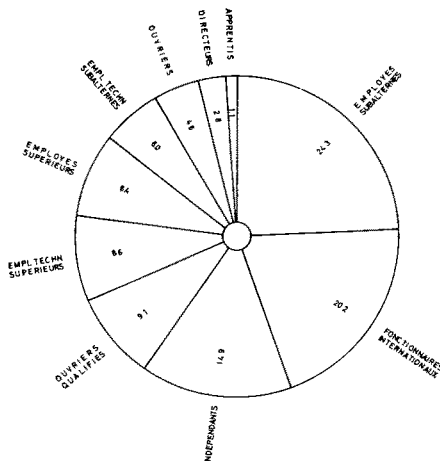 APPRENTIS
1.1
EMPLOYES
SUBALTERNES
24.3
FONCTIONNAIRES
INTERNATIONAUX
20.2
INDEPENDANTS
14.9
OUVRIERS
QUALIFIES
9.1
EMPL TECHN
SUPERIEURS
8.6
EMPLOYES
SUPERIEURS
8.4
EMPL TECHN
SUBALTERNES
6.0
OUVRIERS
4.6
DIRECTEURS
2.8